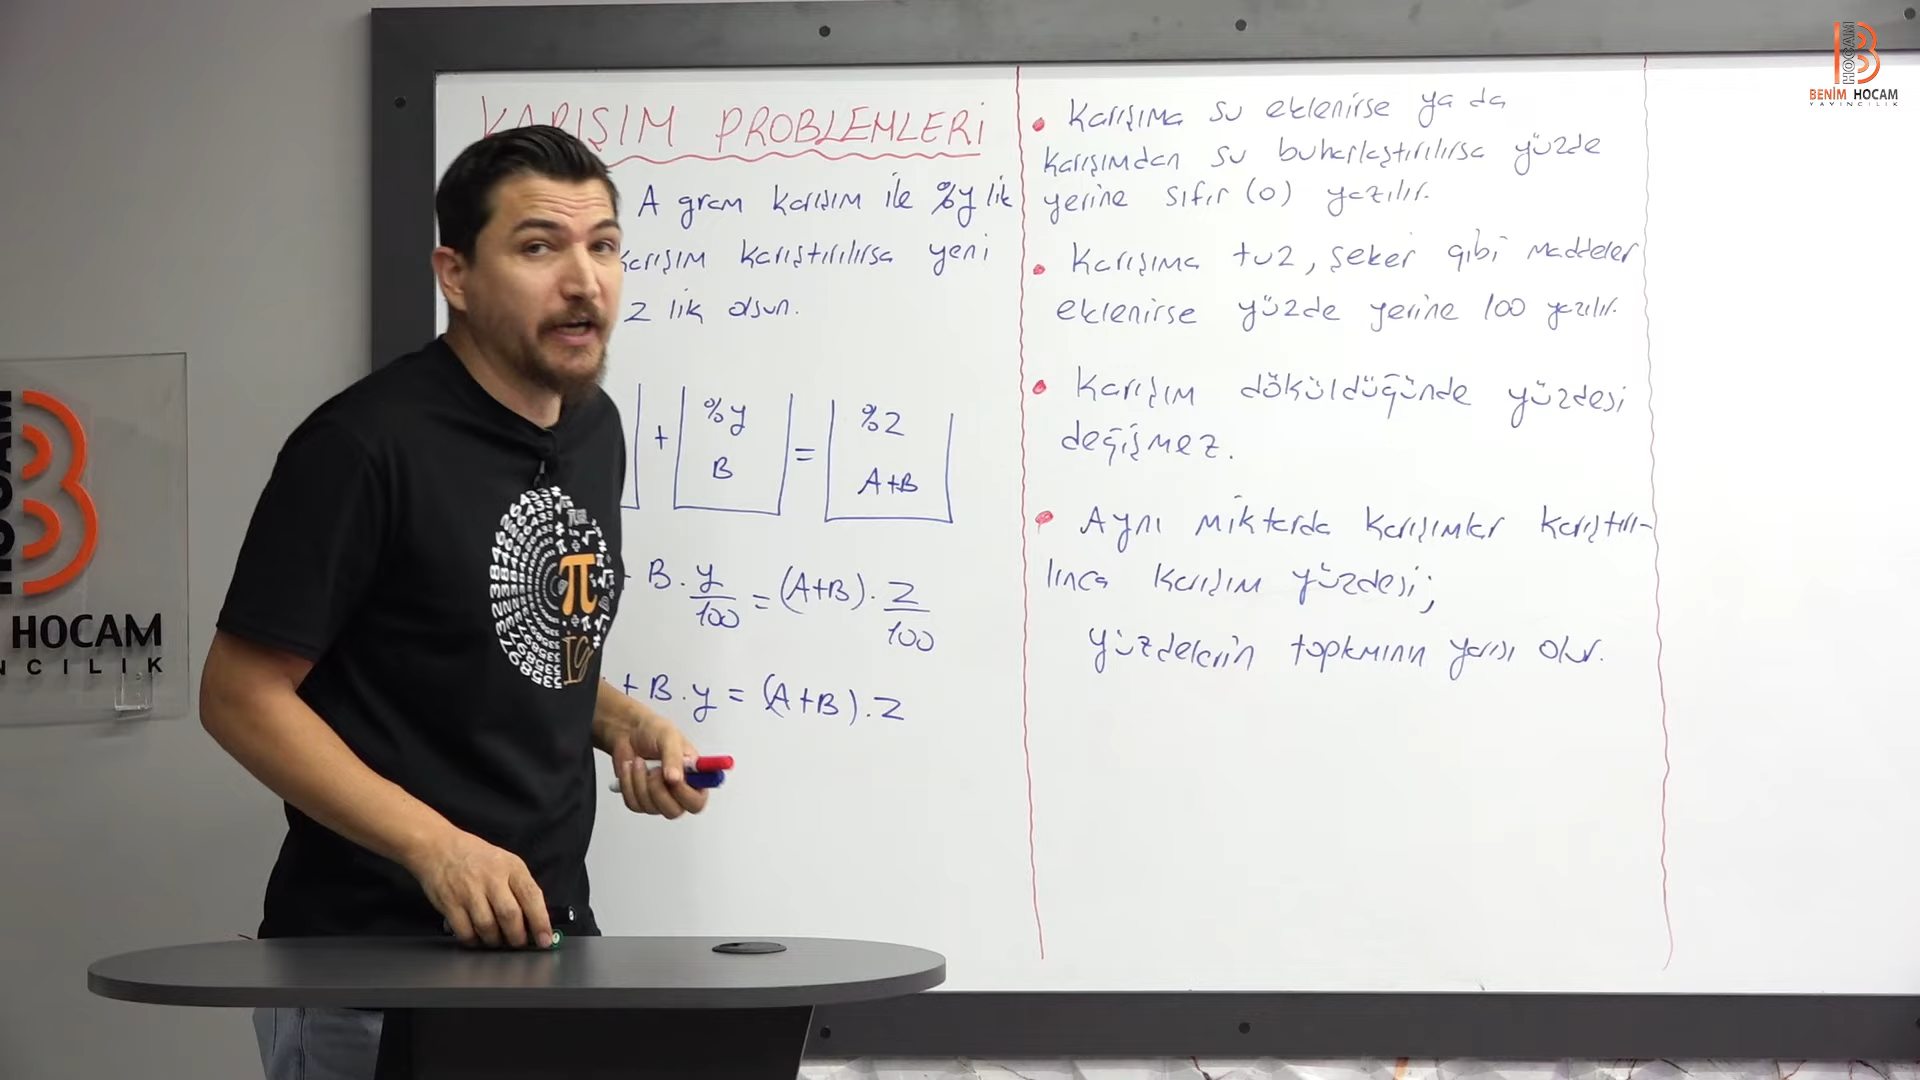 KARIŞIM PROBLEMLERİ
A gram karışım ile %y lik
karışım karıştırılırsa yeni
z lik olsun.
+ %y = %z
B A+B
B . y/100 = (A+B) . z/100
+ B . y = (A+B) . z
• Karışıma su eklenirse ya da
karışımdan su buharlaştırılırsa yüzde
yerine sıfır (0) yazılır.
• Karışıma tuz, şeker gibi maddeler
eklenirse yüzde yerine 100 yazılır.
• Karışım döküldüğünde yüzdesi
değişmez.
• Aynı miktarda karışımlar karıştırı-
lınca karışım yüzdesi;
yüzdelerin toplamının yarısı olur.
B HOCAM
BENİM HOCAM
YAYINCILIK
HOCAM
NCILIK
π
İg